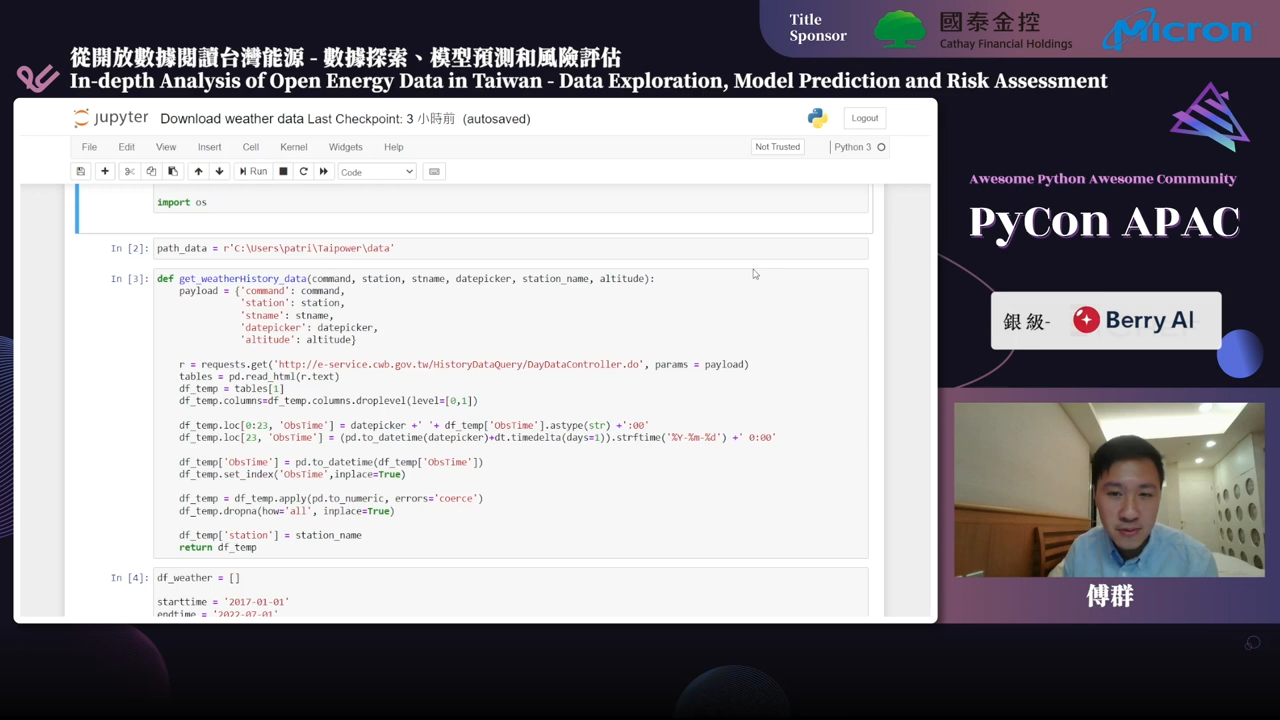 Title
Sponsor
國泰金控
Cathay Financial Holdings
Micron
從開放數據閱讀台灣能源 - 數據探索、模型預測和風險評估
In-depth Analysis of Open Energy Data in Taiwan - Data Exploration, Model Prediction and Risk Assessment
jupyter Download weather data Last Checkpoint: 3 小時前 (autosaved)
Logout
File Edit View Insert Cell Kernel Widgets Help
Not Trusted
Python 3
Run
Code
import os
In [2]: path_data = r'C:\Users\patri\Taipower\data'
In [3]: def get_weatherHistory_data(command, station, stname, datepicker, station_name, altitude):
payload = {'command': command,
'station': station,
'stname': stname,
'datepicker': datepicker,
'altitude': altitude}
r = requests.get('http://e-service.cwb.gov.tw/HistoryDataQuery/DayDataController.do', params = payload)
tables = pd.read_html(r.text)
df_temp = tables[1]
df_temp.columns=df_temp.columns.droplevel(level=[0,1])
df_temp.loc[0:23, 'ObsTime'] = datepicker +' '+ df_temp['ObsTime'].astype(str) +':00'
df_temp.loc[23, 'ObsTime'] = (pd.to_datetime(datepicker)+dt.timedelta(days=1)).strftime('%Y-%m-%d') +' 0:00'
df_temp['ObsTime'] = pd.to_datetime(df_temp['ObsTime'])
df_temp.set_index('ObsTime',inplace=True)
df_temp = df_temp.apply(pd.to_numeric, errors='coerce')
df_temp.dropna(how='all', inplace=True)
df_temp['station'] = station_name
return df_temp
In [4]: df_weather = []
starttime = '2017-01-01'
endtime = '2022-07-01'
Awesome Python Awesome Community
PyCon APAC
銀級-
Berry AI
傅群